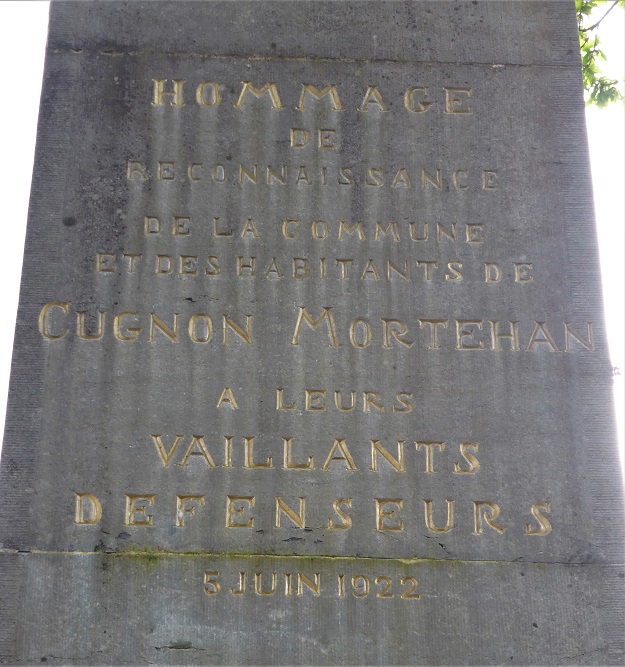 HOMMAGE
DE
RECONNAISSANCE
DE LA COMMUNE
ET DES HABITANTS DE
CUGNON MORTEHAN
A LEURS
VAILLANTS
DEFENSEURS
5 JUIN 1922